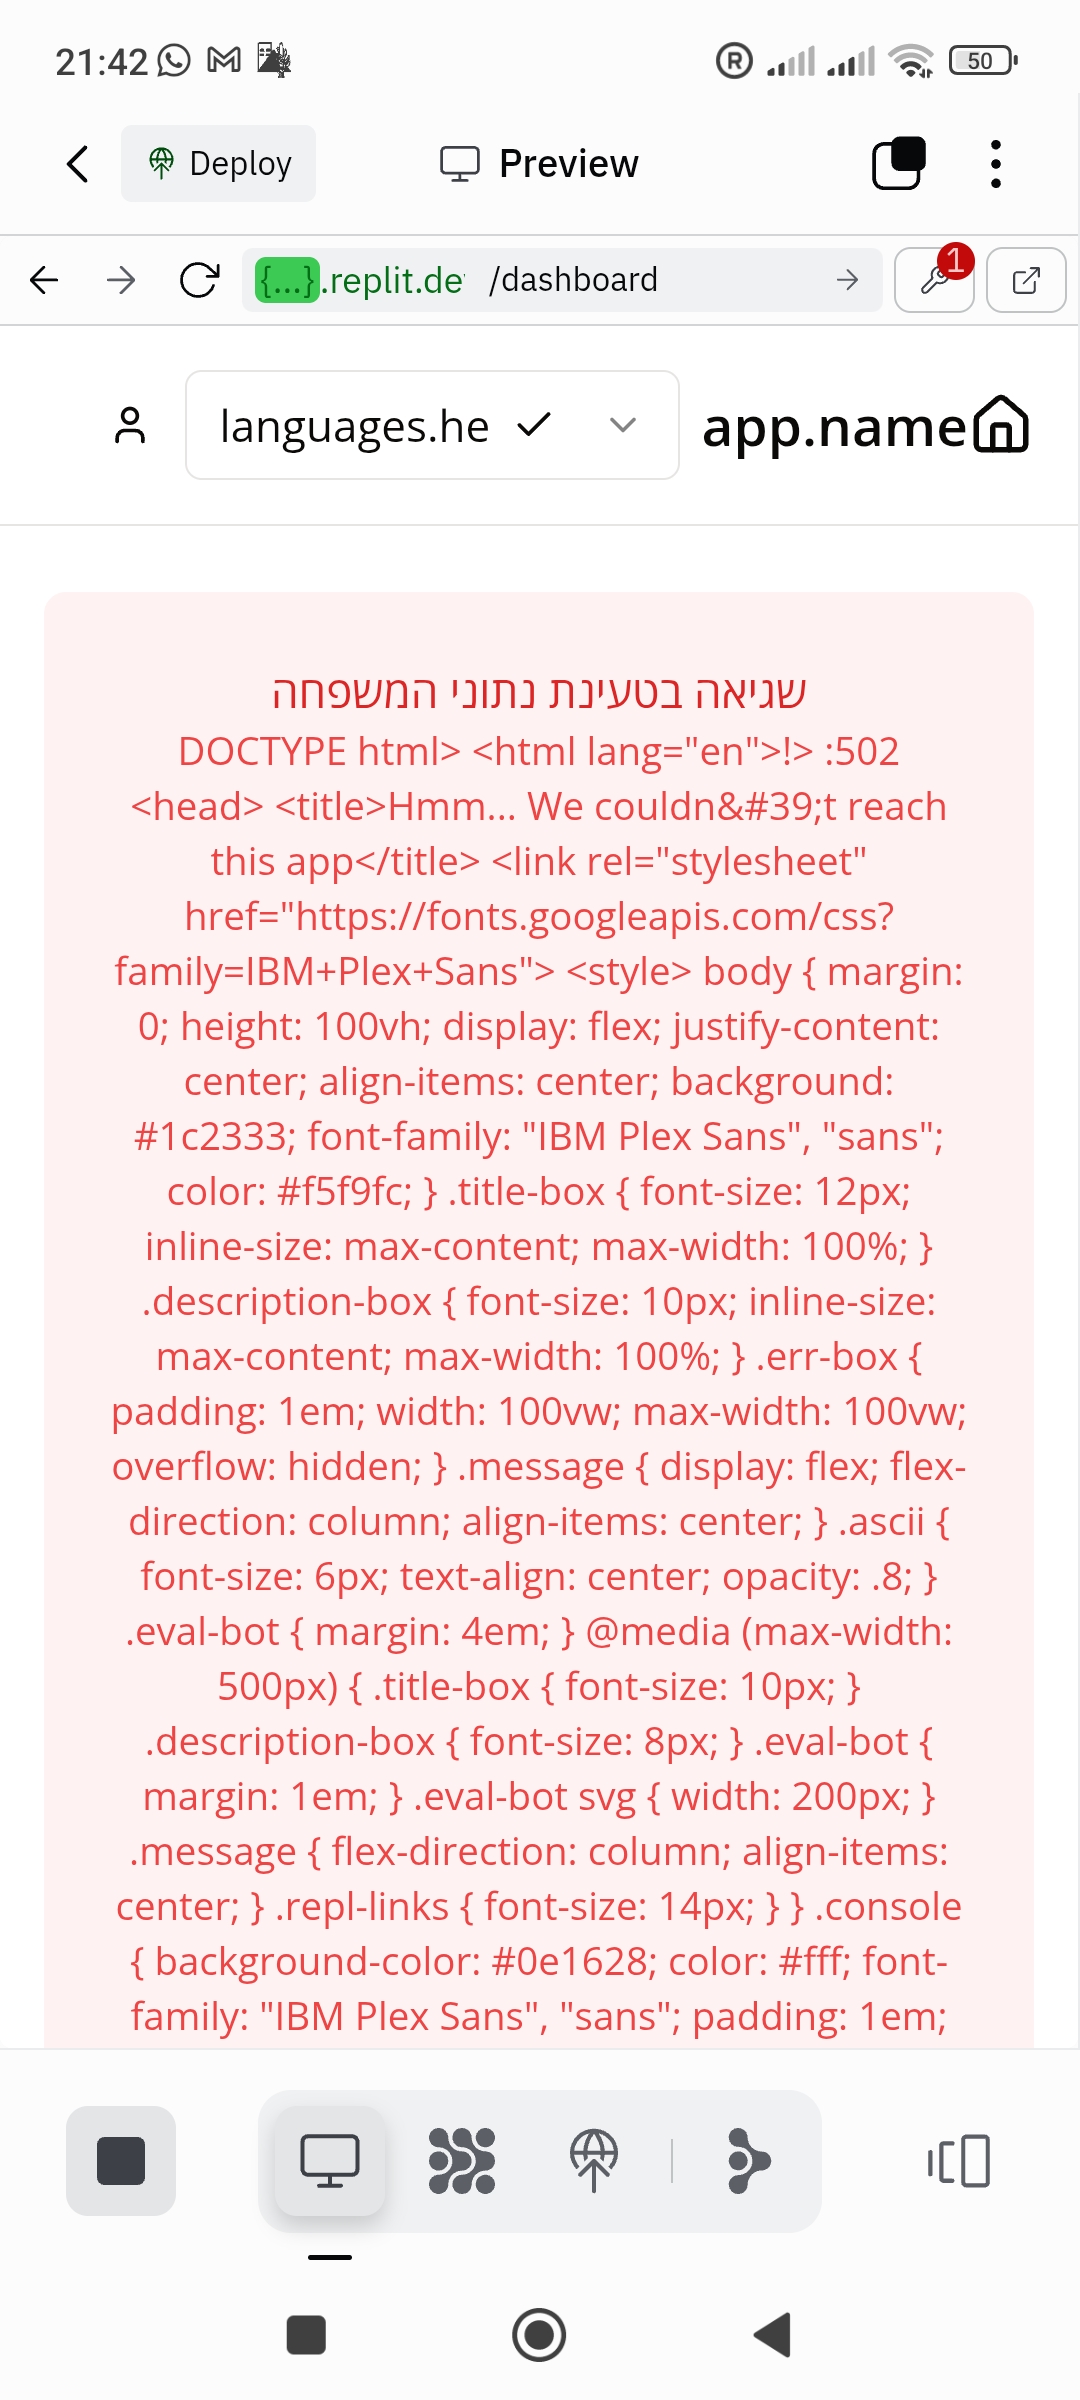 21:42
50
Deploy
Preview
{...}.replit.de
/dashboard
1
languages.he
app.name
שגיאה בטעינת נתוני המשפחה
DOCTYPE html> <html lang="en">!> :502
<head> <title>Hmm... We couldn&#39;t reach
this app</title> <link rel="stylesheet"
href="https://fonts.googleapis.com/css?
family=IBM+Plex+Sans"> <style> body { margin:
0; height: 100vh; display: flex; justify-content:
center; align-items: center; background:
#1c2333; font-family: "IBM Plex Sans", "sans";
color: #f5f9fc; } .title-box { font-size: 12px;
inline-size: max-content; max-width: 100%; }
.description-box { font-size: 10px; inline-size:
max-content; max-width: 100%; } .err-box {
padding: 1em; width: 100vw; max-width: 100vw;
overflow: hidden; } .message { display: flex; flex-
direction: column; align-items: center; } .ascii {
font-size: 6px; text-align: center; opacity: .8; }
.eval-bot { margin: 4em; } @media (max-width:
500px) { .title-box { font-size: 10px; }
.description-box { font-size: 8px; } .eval-bot {
margin: 1em; } .eval-bot svg { width: 200px; }
.message { flex-direction: column; align-items:
center; } .repl-links { font-size: 14px; } } .console
{ background-color: #0e1628; color: #fff; font-
family: "IBM Plex Sans", "sans"; padding: 1em;